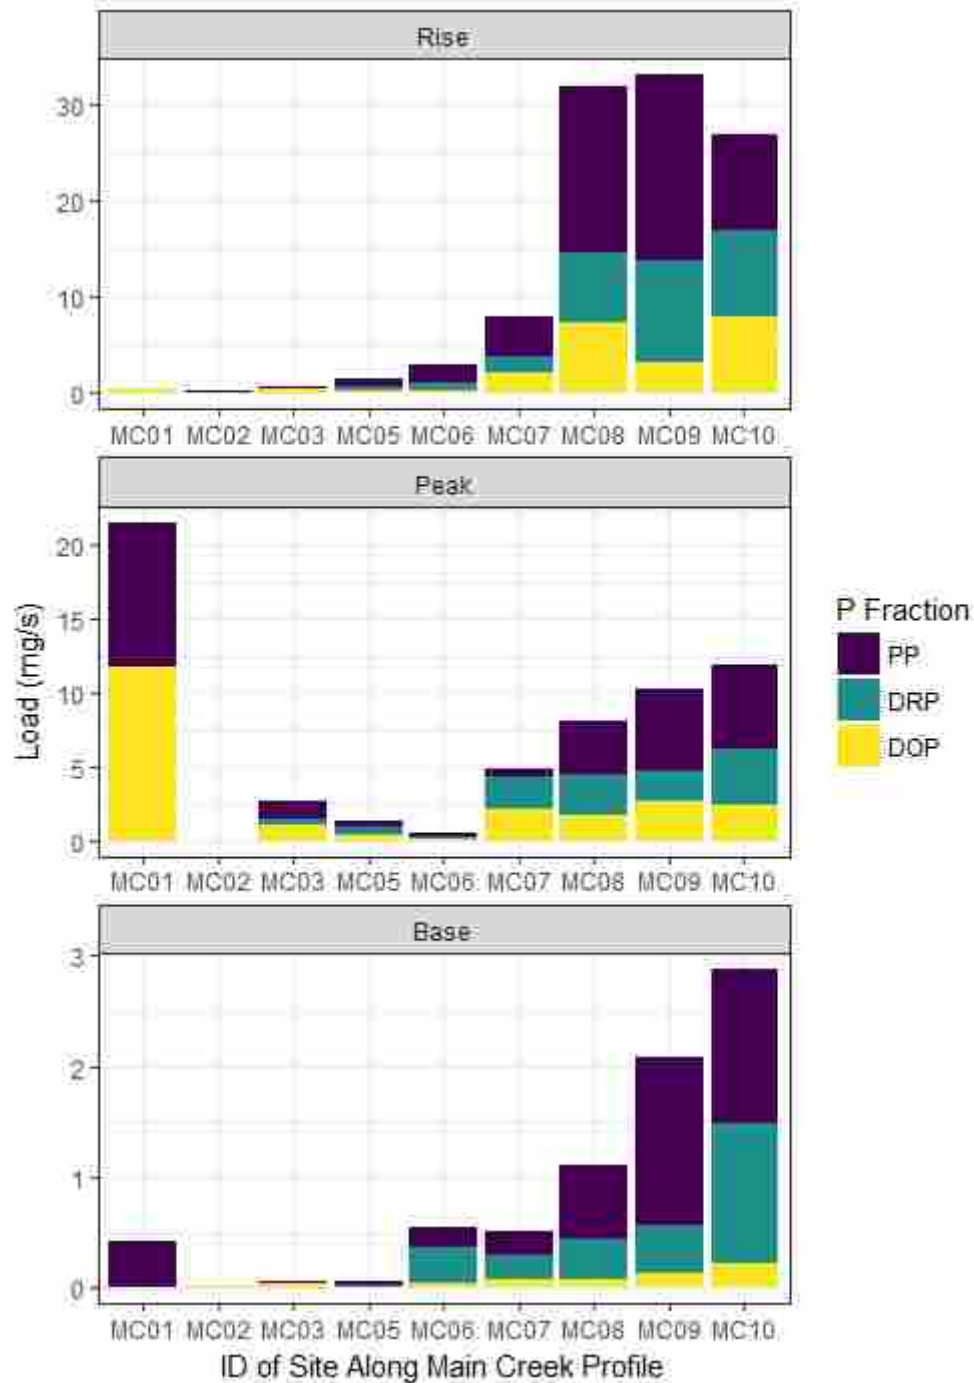 Rise
30
20
10
0
MC01 MC02 MC03 MC05 MC06 MC07 MC08 MC09 MC10
Peak
20
15
10
5
0
MC01 MC02 MC03 MC05 MC06 MC07 MC08 MC09 MC10
Load (mg/s)
P Fraction
PP
DRP
DOP
Base
3
2
1
0
MC01 MC02 MC03 MC05 MC06 MC07 MC08 MC09 MC10
ID of Site Along Main Creek Profile